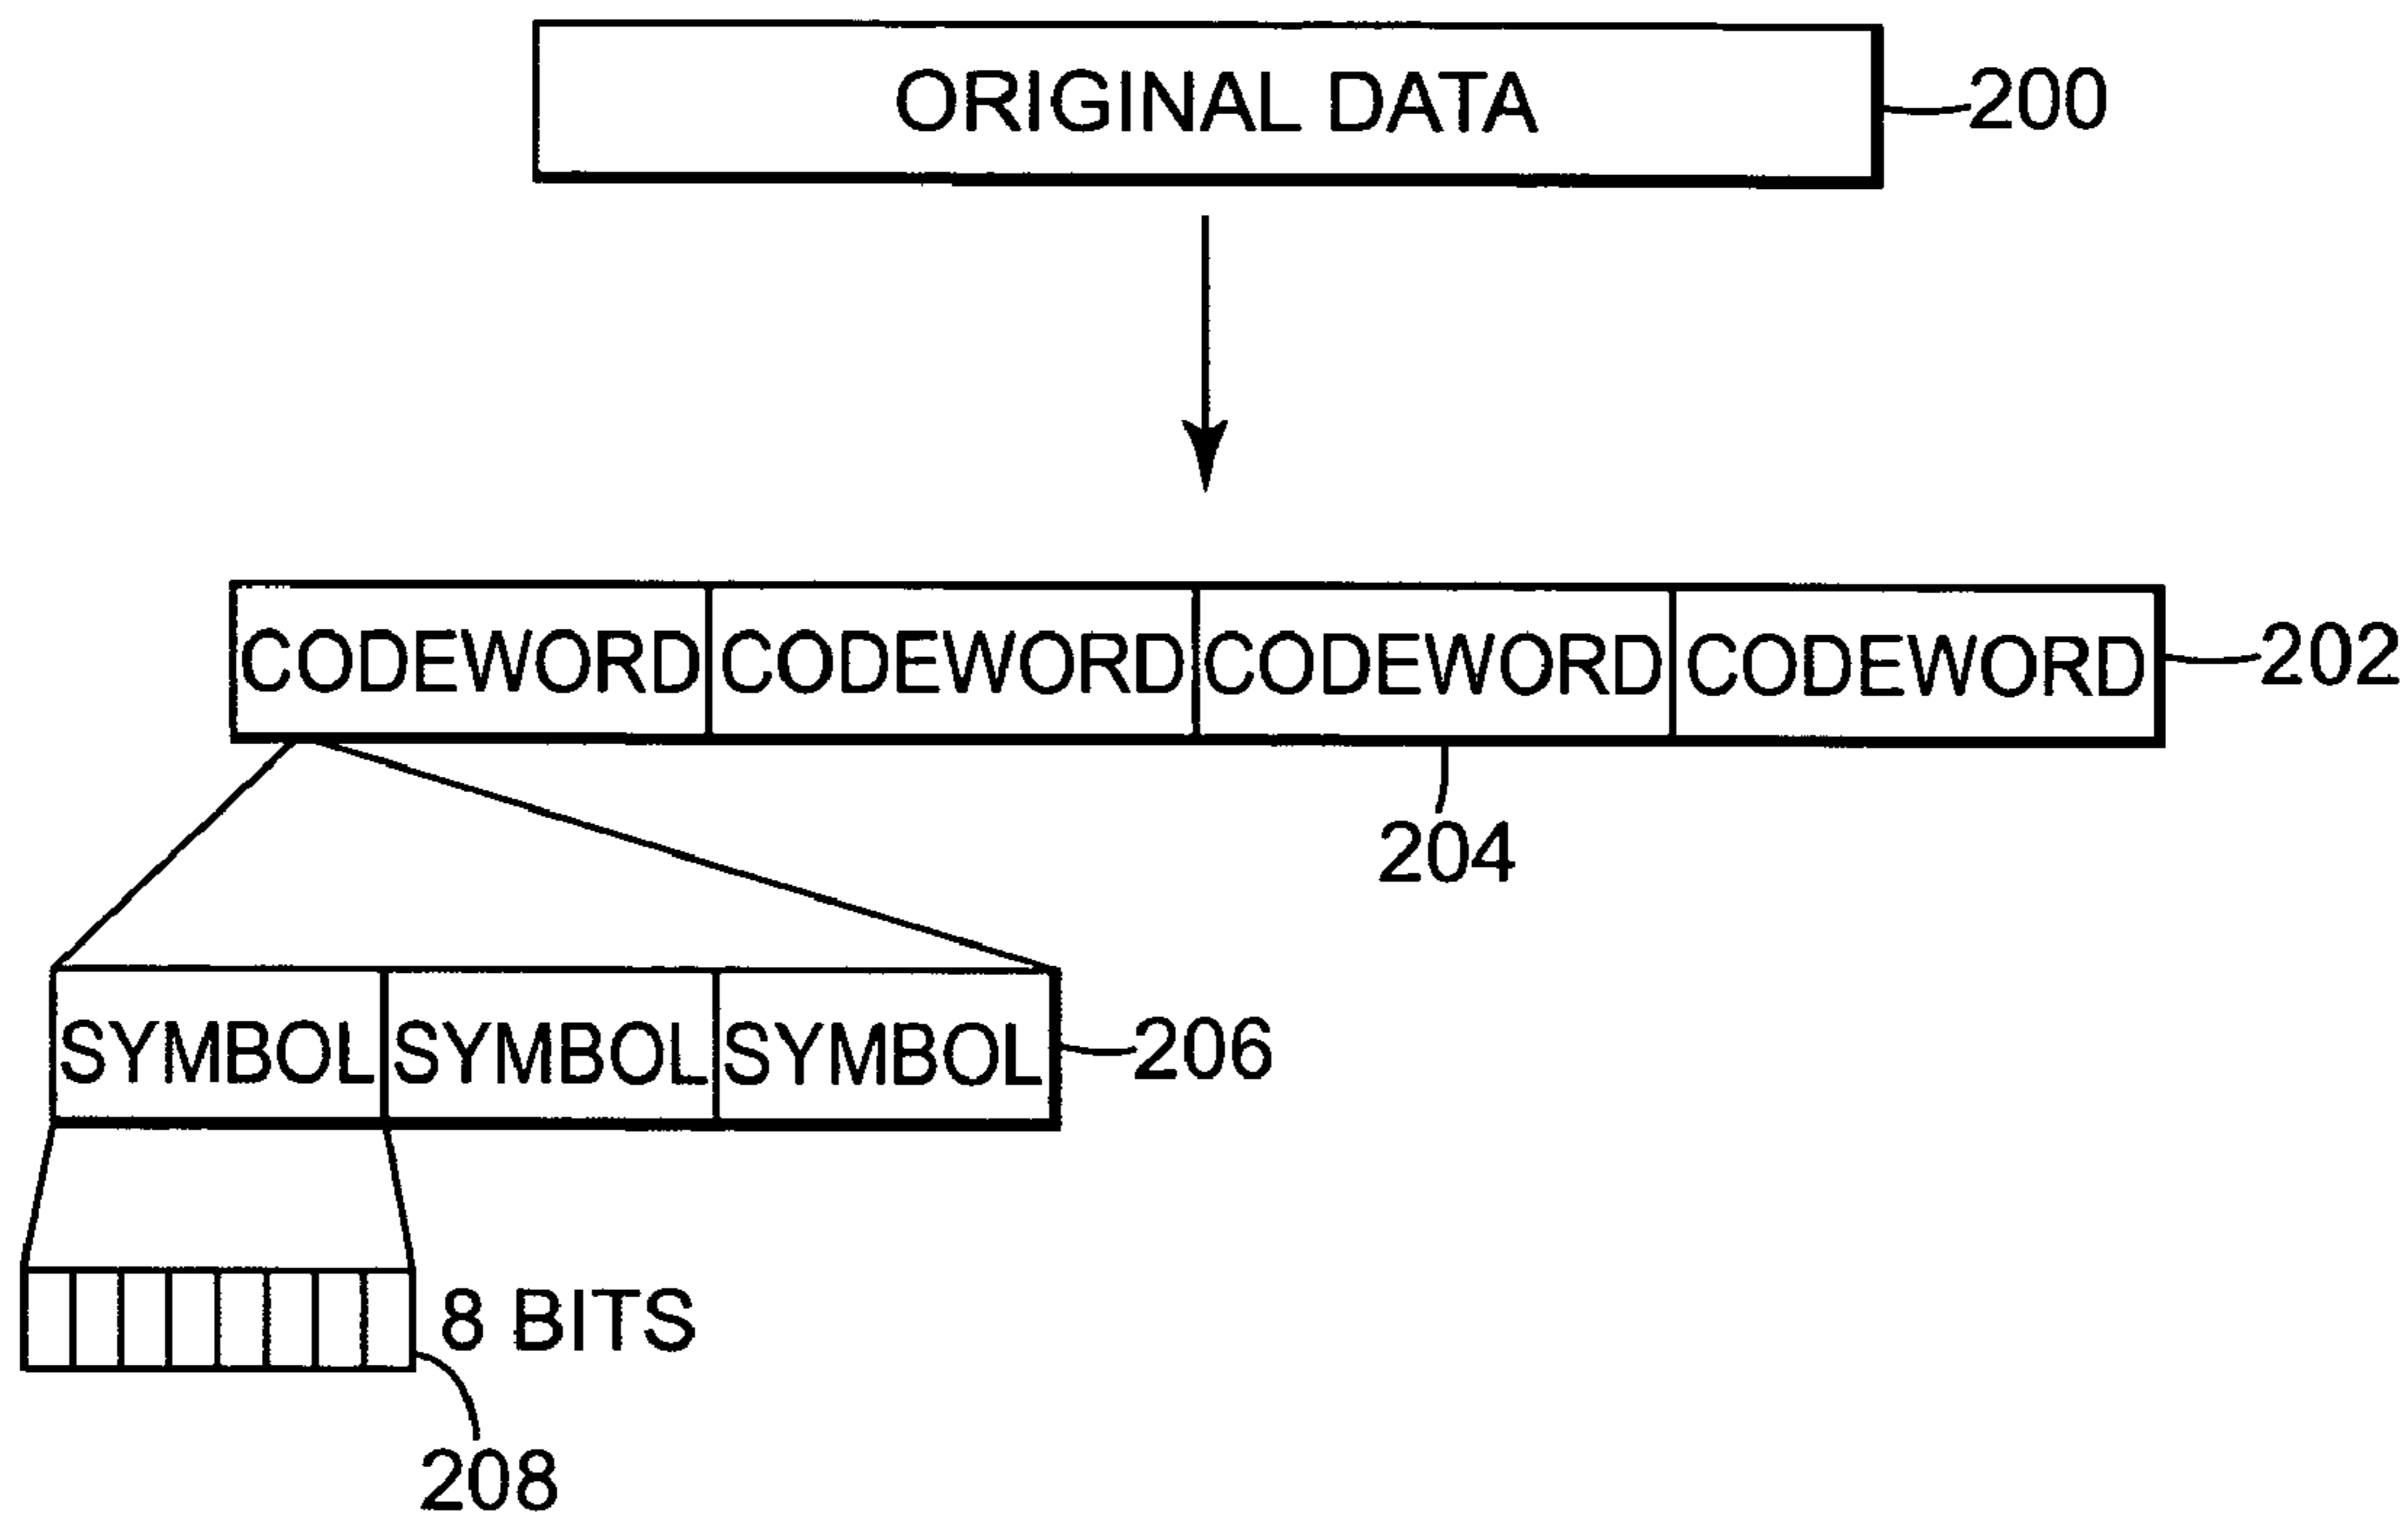 ORIGINAL DATA 200
CODEWORD CODEWORD CODEWORD CODEWORD 202
204
SYMBOL SYMBOL SYMBOL 206
8 BITS
208